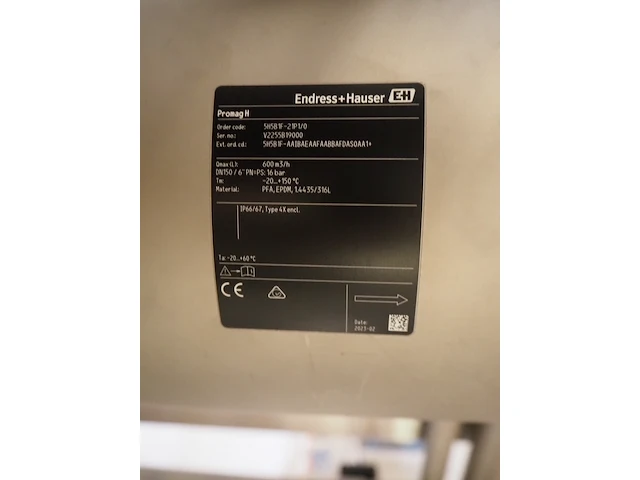 Endress+Hauser EH
Promag H
Order code: 5H5B1F-21P1/0
Ser.no.: V2255B19000
Ext.ord.cd.: 5H5B1F-AAIBAEAAFAABBAFDASOAA1+
Qmax (L): 600 m3/h
DN150 / 6" PN=PS: 16 bar
Tm: -20...+150 °C
Material: PFA, EPDM, 1.4435/316L
IP66/67, Type 4X encl.
Ta: -20...+60 °C
CE
Date:
2023-02